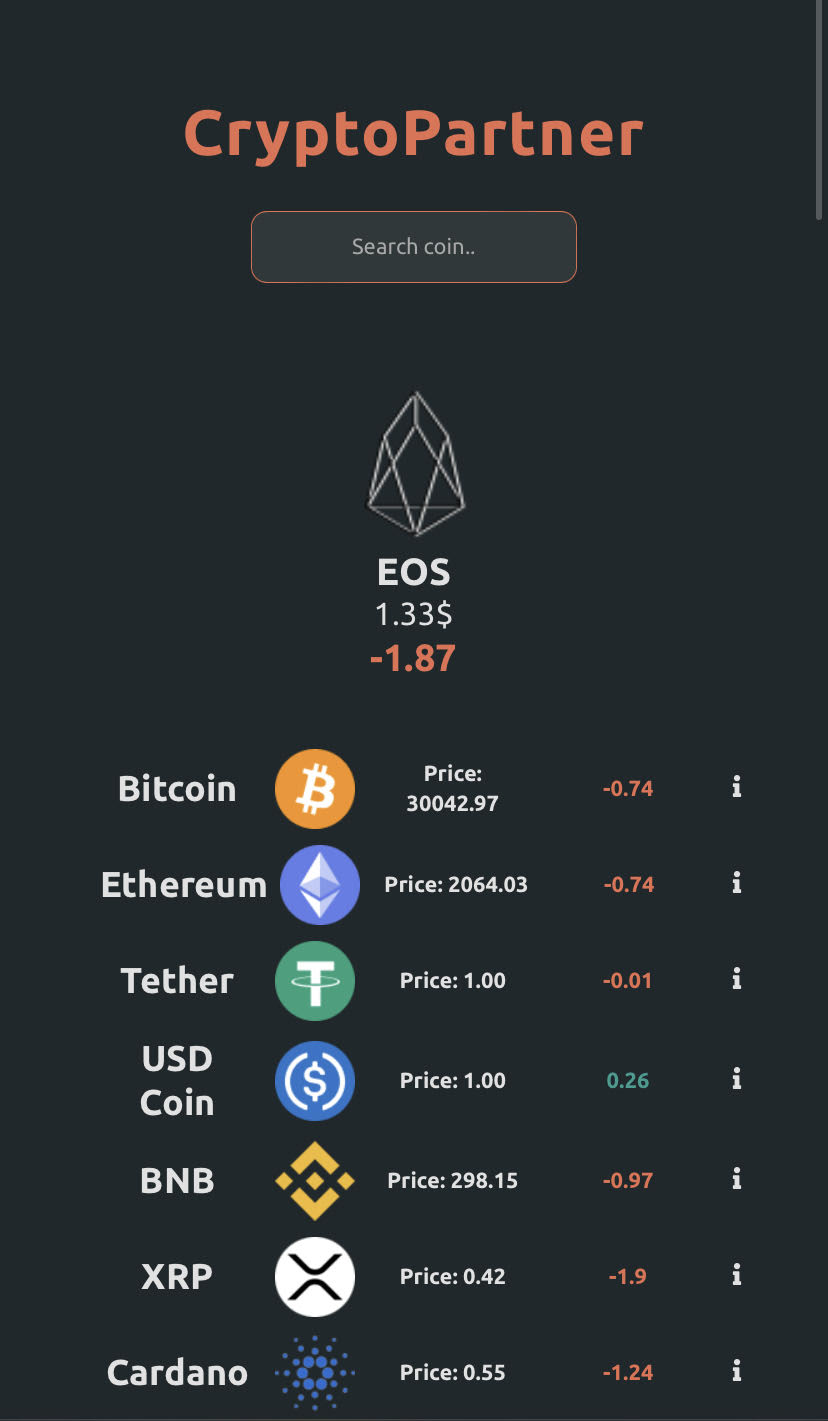 CryptoPartner
Search coin..
EOS
1.33$
-1.87
Bitcoin
Price:
30042.97
-0.74
Ethereum
Price: 2064.03
-0.74
Tether
Price: 1.00
-0.01
USD
Coin
Price: 1.00
0.26
BNB
Price: 298.15
-0.97
XRP
Price: 0.42
-1.9
Cardano
Price: 0.55
-1.24